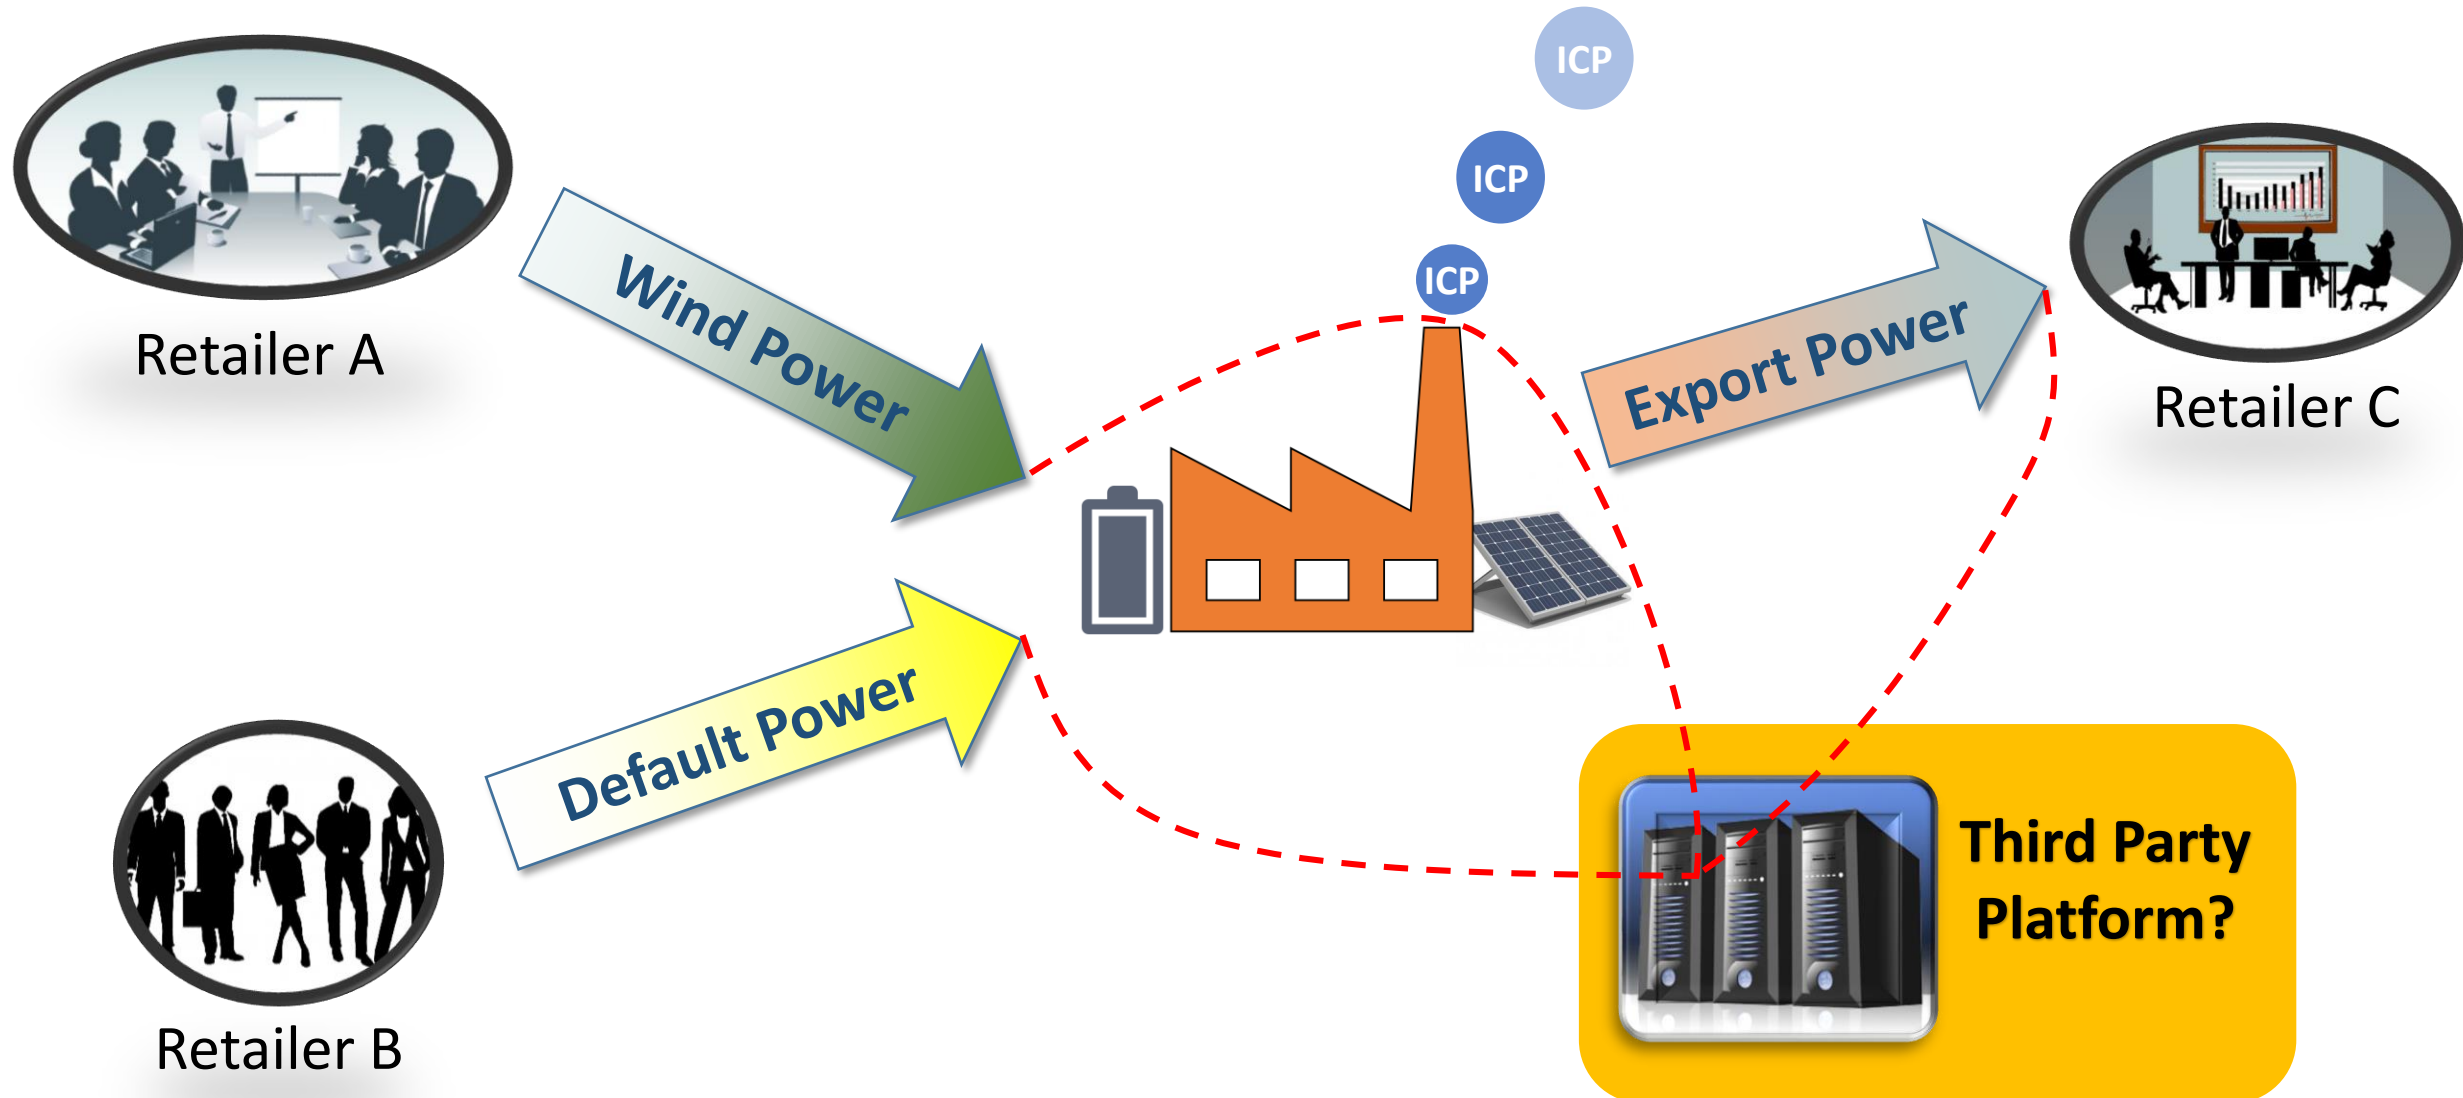 ICP
ICP
ICP
Retailer A
Wind Power
Export Power
Retailer C
Default Power
Retailer B
Third Party
Platform?